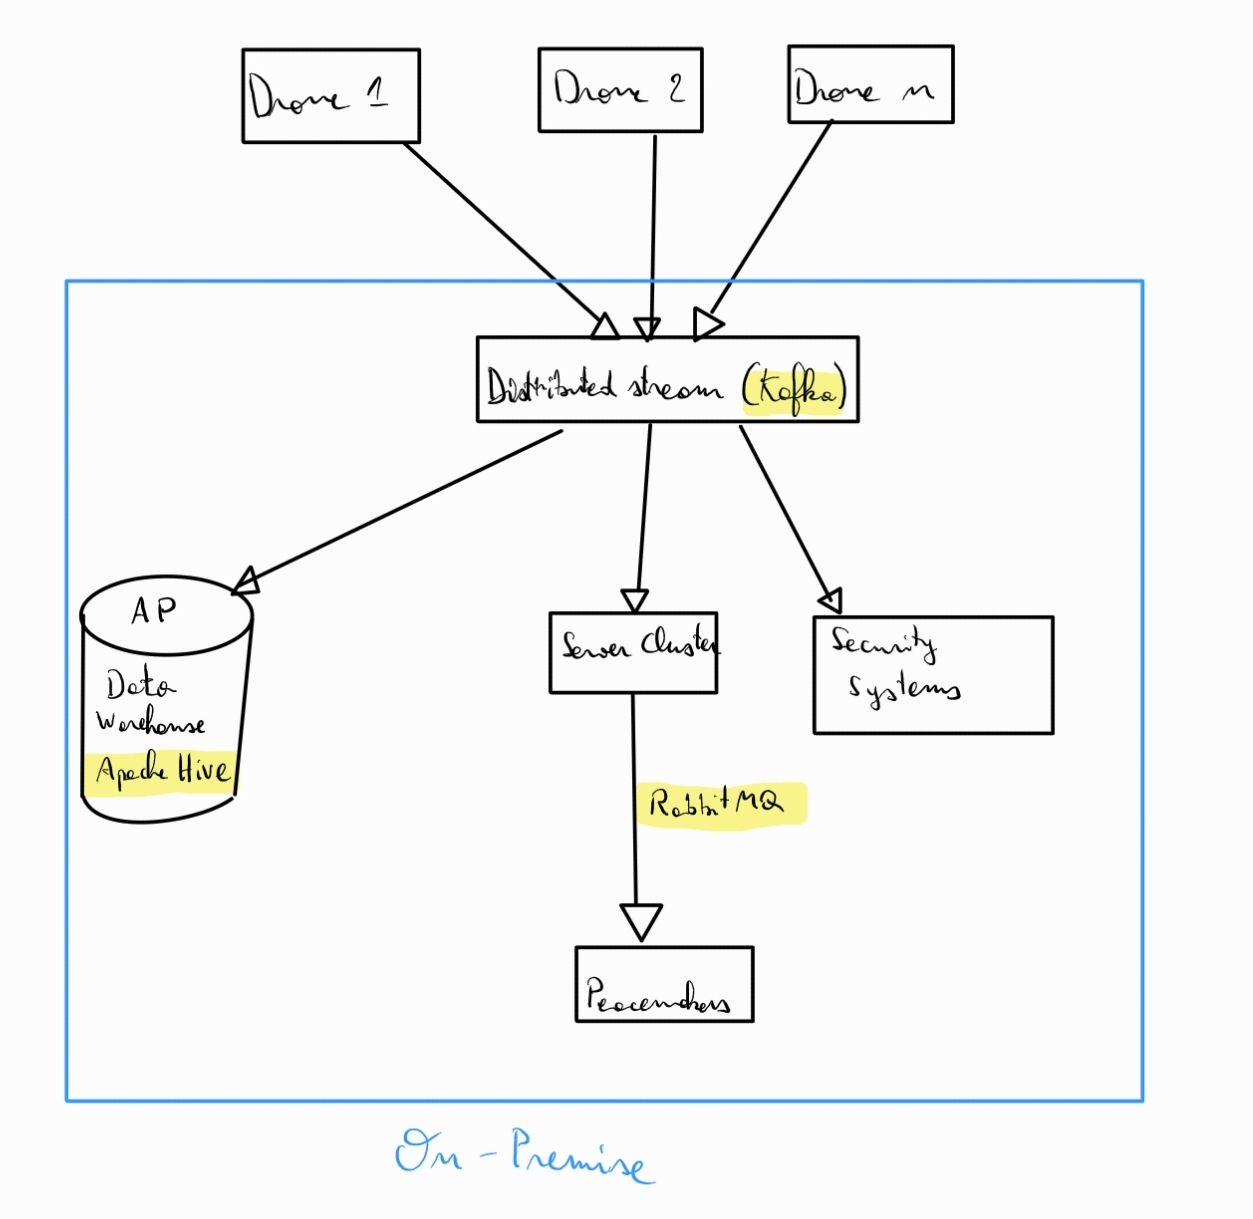 Drone 1
Drone 2
Drone n
Distributed stream (Kafka)
AP
Data
Warehouse
Apache Hive
Server Cluster
Security
Systems
RabbitMQ
Peacemakers
On-Premise